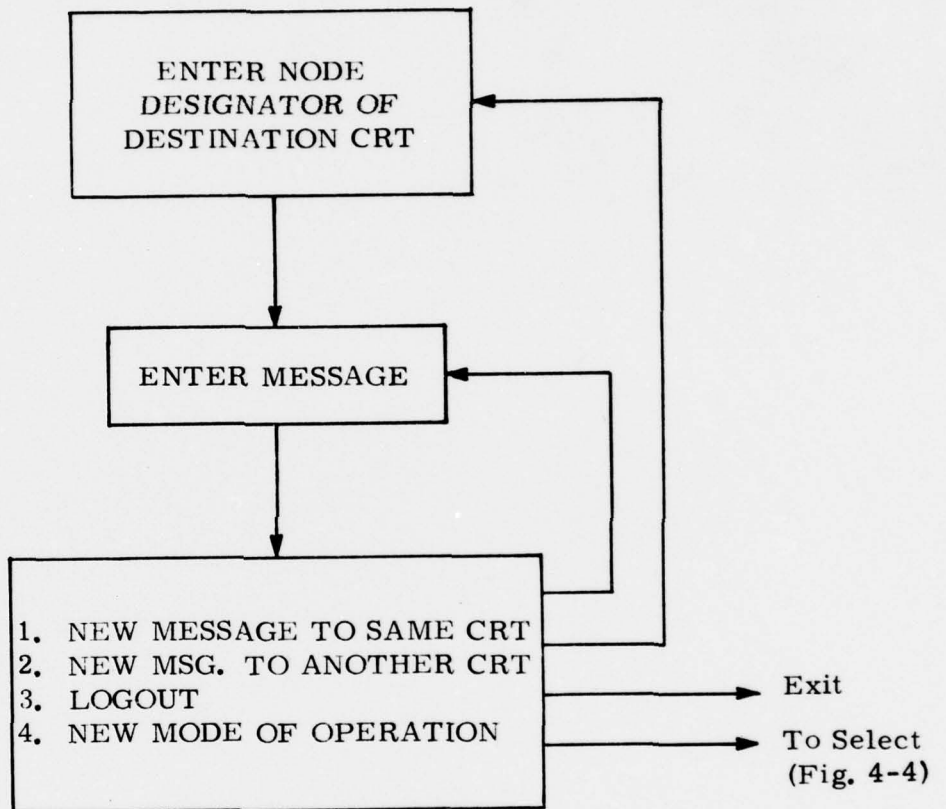 ENTER NODE
DESIGNATOR OF
DESTINATION CRT
ENTER MESSAGE
1. NEW MESSAGE TO SAME CRT
2. NEW MSG. TO ANOTHER CRT
3. LOGOUT
4. NEW MODE OF OPERATION
Exit
To Select
(Fig. 4-4)